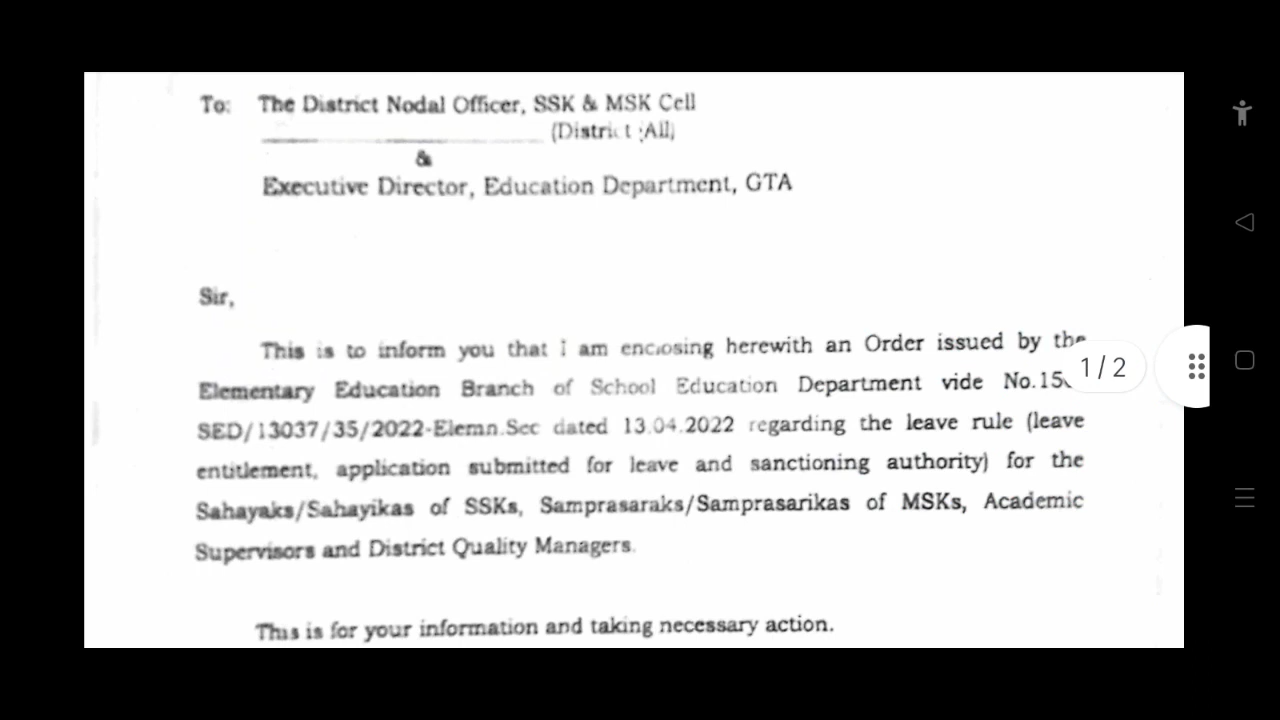 To: The District Nodal Officer, SSK & MSK Cell
(District All)
&
Executive Director, Education Department, GTA
Sir,
This is to inform you that I am enclosing herewith an Order issued by the
Elementary Education Branch of School Education Department vide
SED/13037/35/2022-Elemn.Sec dated 13.04.2022 regarding the leave rule (leave
entitlement, application submitted for leave and sanctioning authority) for the
Sahayaks/Sahayikas of SSKs, Samprasaraks/Samprasarikas of MSKs, Academic
Supervisors and District Quality Managers.
This is for your information and taking necessary action.
1 / 2